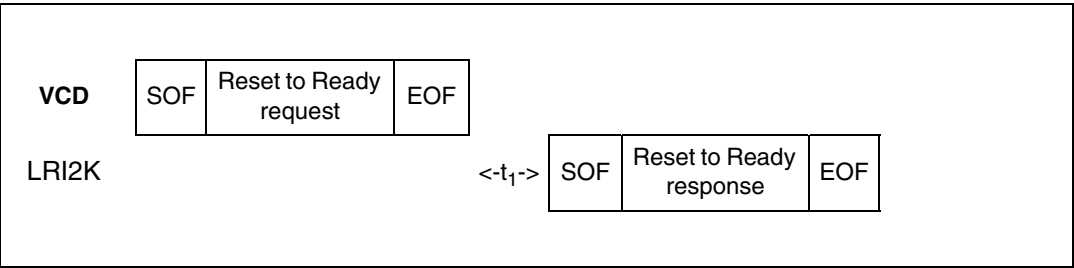 VCD SOF Reset to Ready request EOF
LRI2K <-t1-> SOF Reset to Ready response EOF